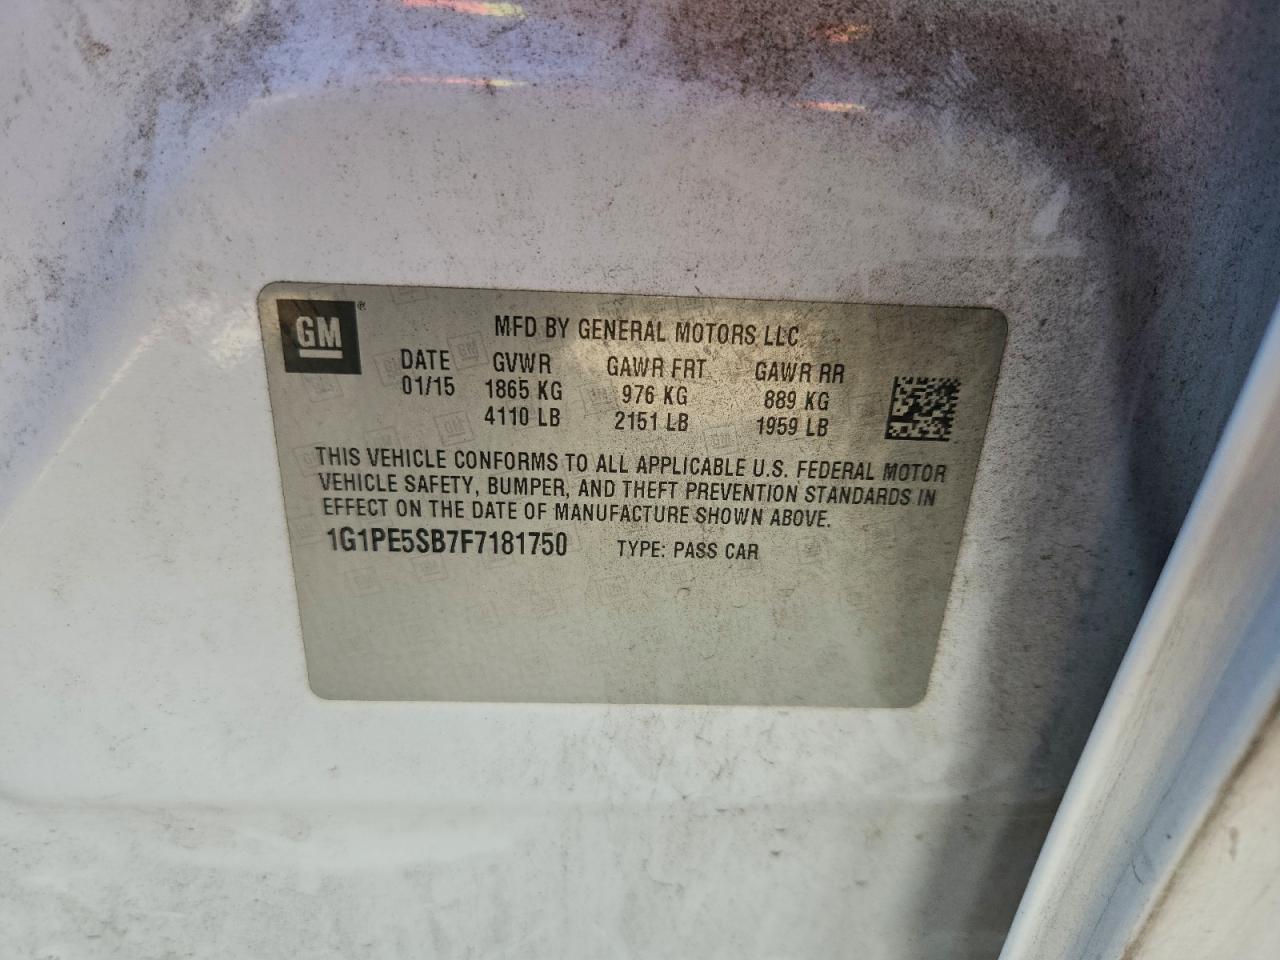 GM®
MFD BY GENERAL MOTORS LLC
DATE GVWR GAWR FRT GAWR RR
01/15 1865 KG 976 KG 889 KG
4110 LB 2151 LB 1959 LB
THIS VEHICLE CONFORMS TO ALL APPLICABLE U.S. FEDERAL MOTOR
VEHICLE SAFETY, BUMPER, AND THEFT PREVENTION STANDARDS IN
EFFECT ON THE DATE OF MANUFACTURE SHOWN ABOVE.
1G1PE5SB7F7181750 TYPE: PASS CAR